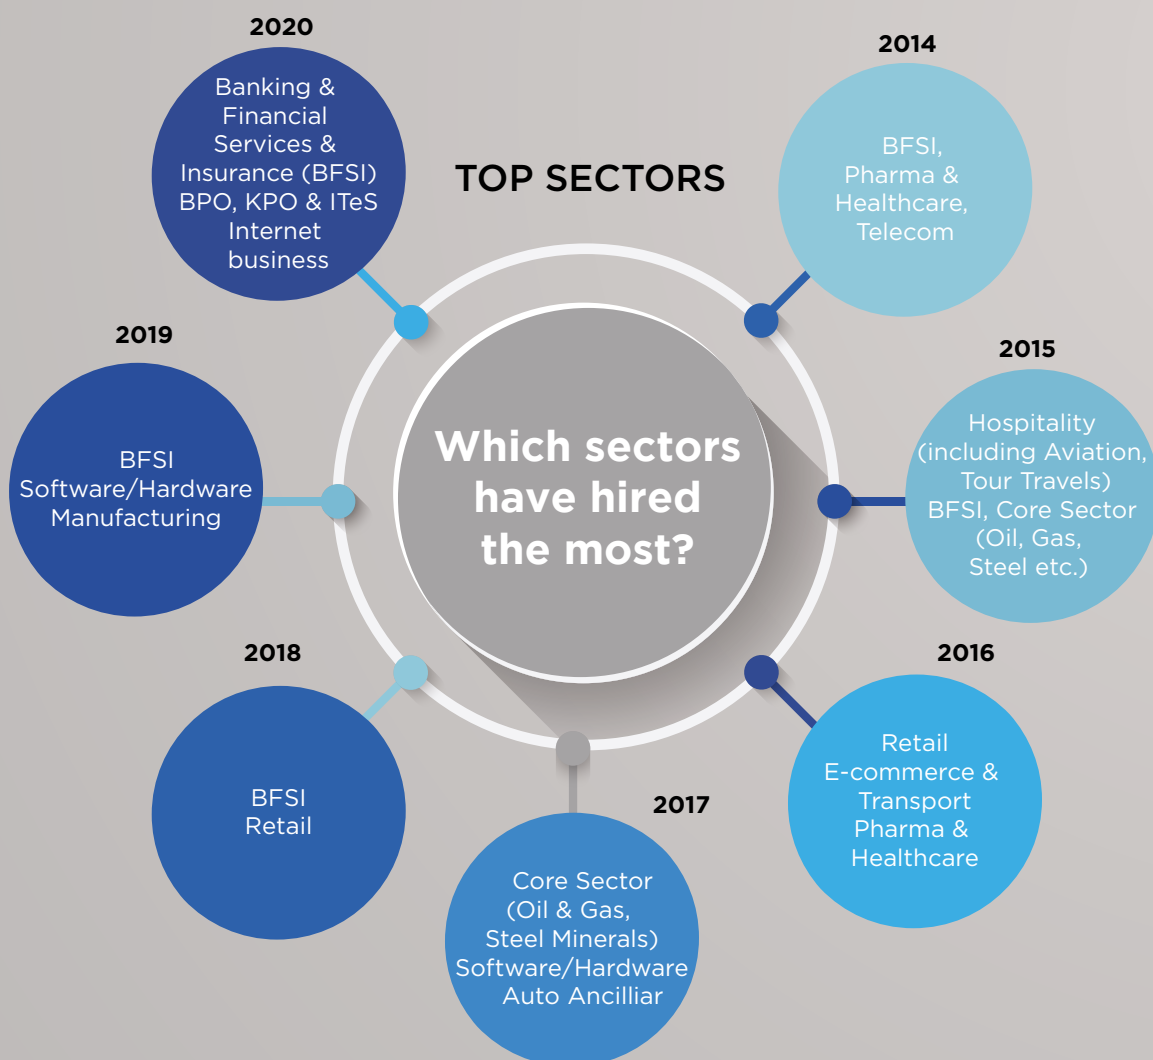 2020
Banking &
Financial
Services &
Insurance (BFSI)
BPO, KPO & ITeS
Internet
business
TOP SECTORS
2014
BFSI,
Pharma &
Healthcare,
Telecom
2019
BFSI
Software/Hardware
Manufacturing
Which sectors
have hired
the most?
2015
Hospitality
(including Aviation,
Tour Travels)
BFSI, Core Sector
(Oil, Gas,
Steel etc.)
2018
BFSI
Retail
2016
Retail
E-commerce &
Transport
Pharma &
Healthcare
2017
Core Sector
(Oil & Gas,
Steel Minerals)
Software/Hardware
Auto Ancilliar